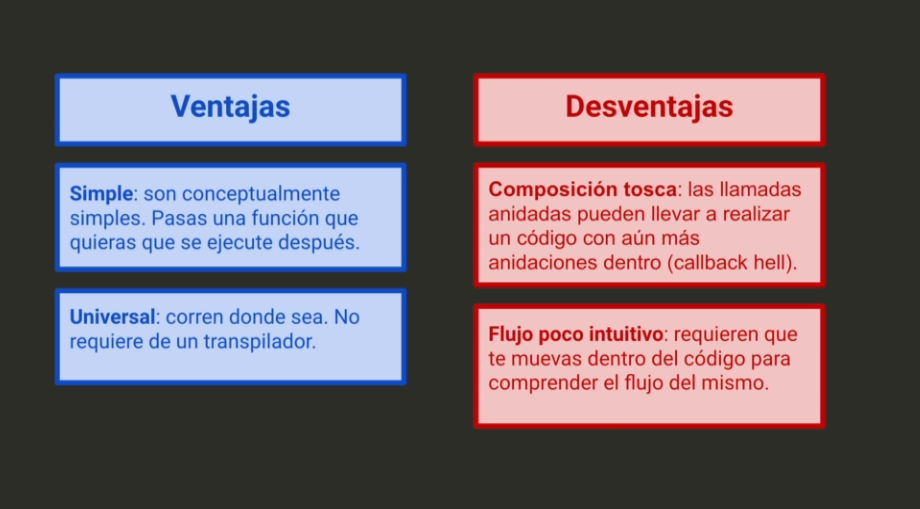 Ventajas
Simple: son conceptualmente
simples. Pasas una función que
quieras que se ejecute después.
Universal: corren donde sea. No
requiere de un transpilador.
Desventajas
Composición tosca: las llamadas
anidadas pueden llevar a realizar
un código con aún más
anidaciones dentro (callback hell).
Flujo poco intuitivo: requieren que
te muevas dentro del código para
comprender el flujo del mismo.